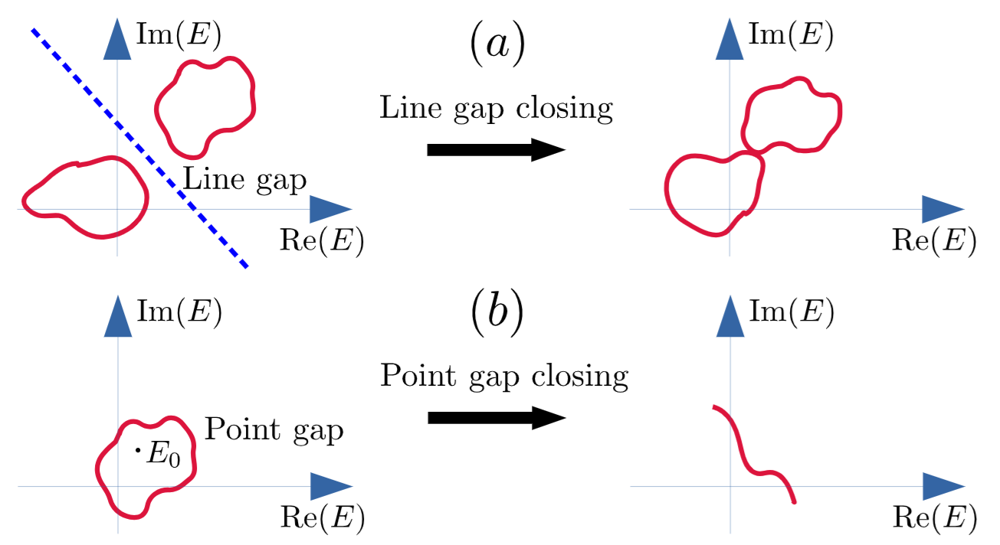 Im(E)
(a)
Im(E)
Line gap closing
Line gap
Re(E)
Re(E)
Im(E)
(b)
Im(E)
Point gap closing
Point gap
E₀
Re(E)
Re(E)